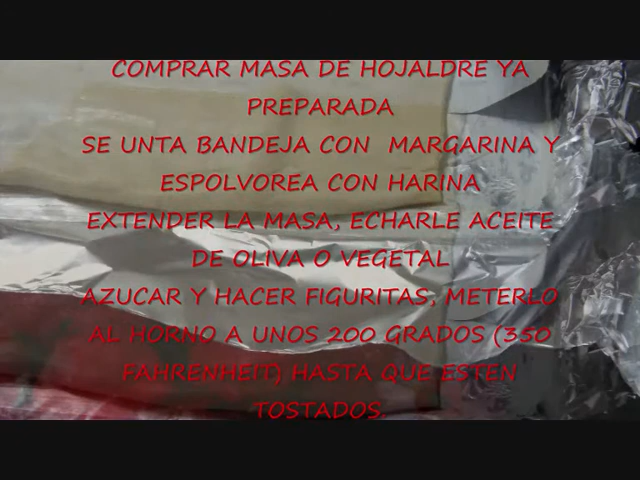 COMPRAR MASA DE HOJALDRE YA
PREPARADA
SE UNTA BANDEJA CON MARGARINA Y
ESPOLVOREA CON HARINA
EXTENDER LA MASA, ECHARLE ACEITE
DE OLIVA O VEGETAL
AZUCAR Y HACER FIGURITAS, METERLO
AL HORNO A UNOS 200 GRADOS (350
FAHRENHEIT) HASTA QUE ESTEN
TOSTADOS.